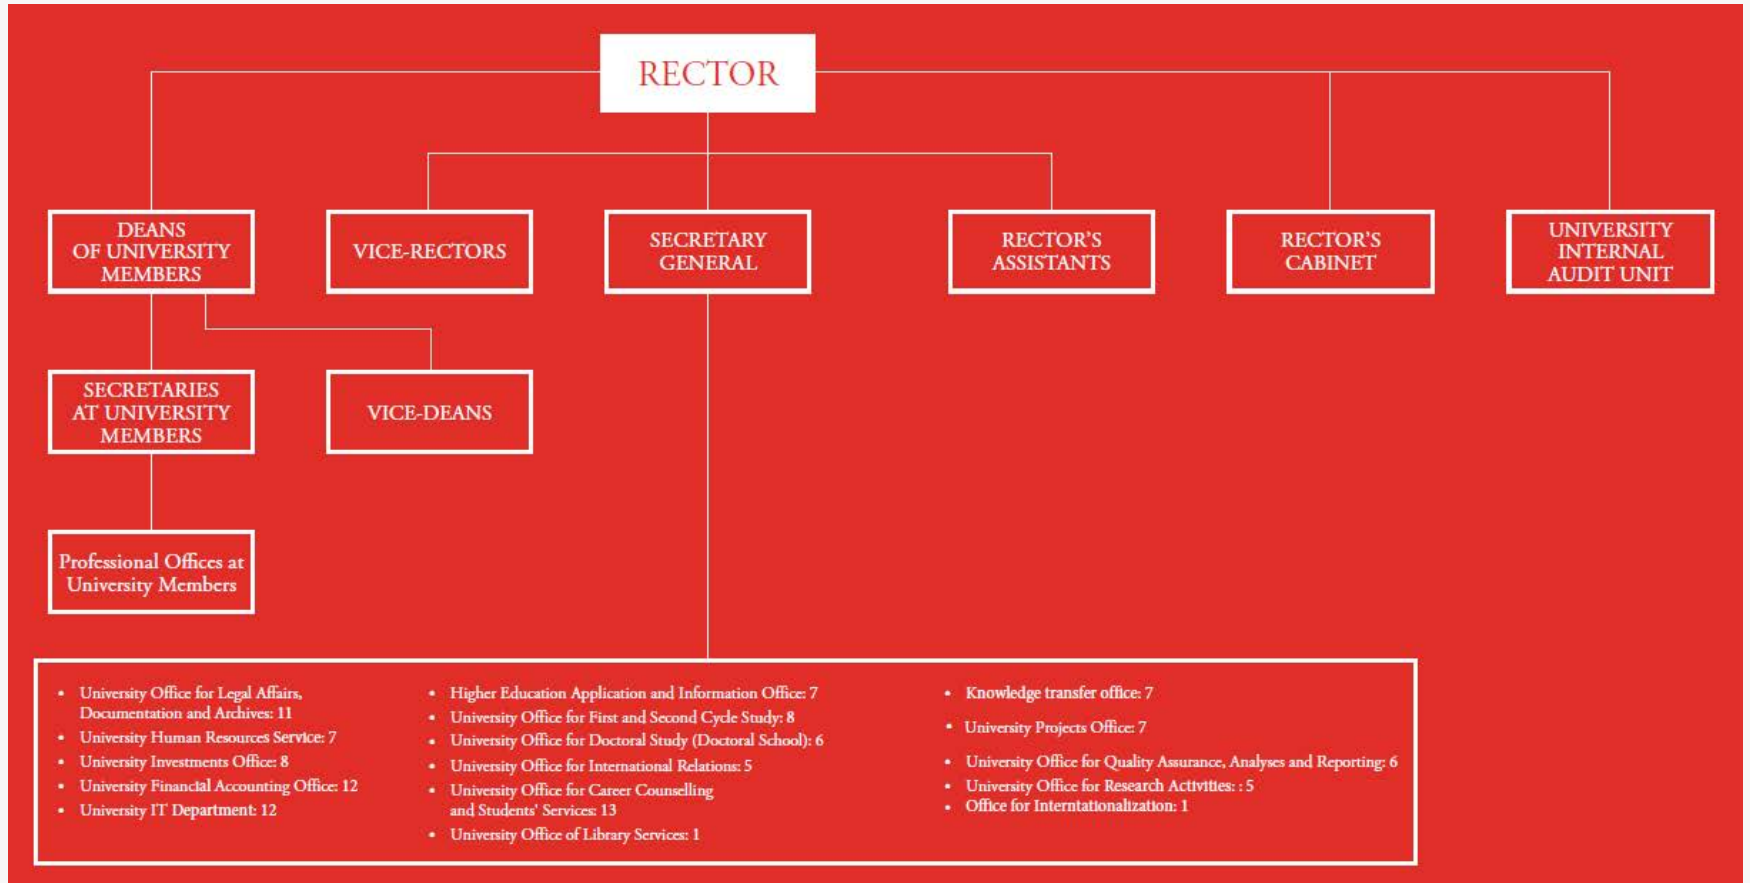 RECTOR
DEANS
OF UNIVERSITY
MEMBERS
VICE-RECTORS
SECRETARY
GENERAL
RECTOR'S
ASSISTANTS
RECTOR'S
CABINET
UNIVERSITY
INTERNAL
AUDIT UNIT
SECRETARIES
AT UNIVERSITY
MEMBERS
VICE-DEANS
Professional Offices at
University Members
• University Office for Legal Affairs,
Documentation and Archives: 11
• University Human Resources Service: 7
• University Investments Office: 8
• University Financial Accounting Office: 12
• University IT Department: 12
• Higher Education Application and Information Office: 7
• University Office for First and Second Cycle Study: 8
• University Office for Doctoral Study (Doctoral School): 6
• University Office for International Relations: 5
• University Office for Career Counselling
and Students' Services: 13
• University Office of Library Services: 1
• Knowledge transfer office: 7
• University Projects Office: 7
• University Office for Quality Assurance, Analyses and Reporting: 6
• University Office for Research Activities: : 5
• Office for Interntationalization: 1